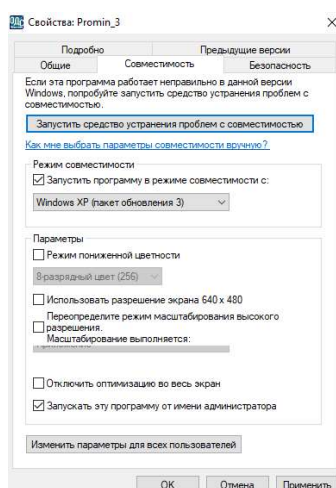 Свойства: Promin_3
Подробно
Предыдущие версии
Общие
Совместимость
Безопасность
Если эта программа работает неправильно в данной версии
Windows, попробуйте запустить средство устранения проблем с
совместимостью.
Запустить средство устранения проблем с совместимостью
Как мне выбрать параметры совместимости вручную?
Режим совместимости
Запустить программу в режиме совместимости с:
Windows XP (пакет обновления 3)
Параметры
Режим пониженной цветности
8-разрядный цвет (256)
Использовать разрешение экрана 640 x 480
Переопределите режим масштабирования высокого
разрешения.
Масштабирование выполняется:
Отключить оптимизацию во весь экран
Запускать эту программу от имени администратора
Изменить параметры для всех пользователей
OK
Отмена
Применить